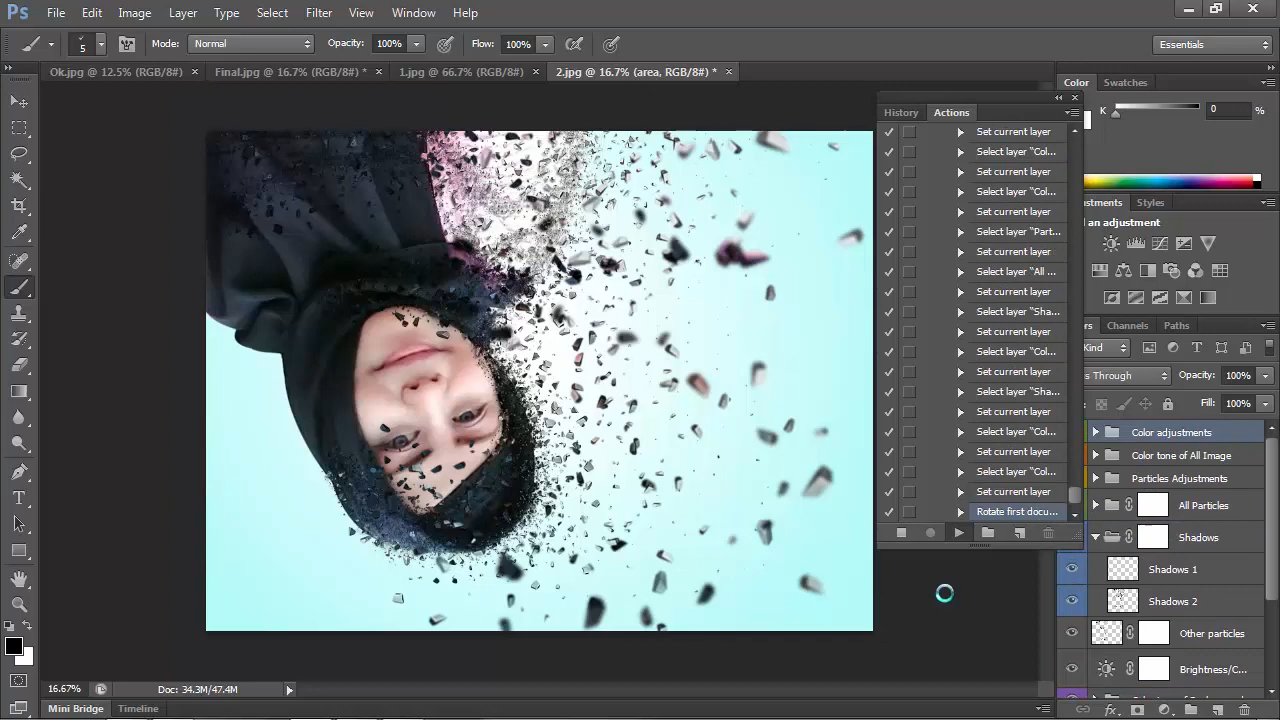 Ps File Edit Image Layer Type Select Filter View Window Help
5 Mode: Normal Opacity: 100% Flow: 100% Essentials
Ok.jpg @ 12.5% (RGB/8#) × Final.jpg @ 16.7% (RGB/8#) * × 1.jpg @ 66.7% (RGB/8#) × 2.jpg @ 16.7% (area, RGB/8#) * ×
Color Swatches
K 0 %
History Actions
Set current layer
Select layer "Col...
Set current layer
Select layer "Col...
Set current layer
Select layer "Part...
Set current layer
Select layer "All ...
Set current layer
Select layer "Sha...
Set current layer
Select layer "Col...
Set current layer
Select layer "Sha...
Set current layer
Select layer "Col...
Set current layer
Select layer "Col...
Set current layer
Rotate first docu...
ustments Styles
d an adjustment
rs Channels Paths
Kind
s Through Opacity: 100%
Fill: 100%
Color adjustments
Color tone of All Image
Particles Adjustments
All Particles
Shadows
Shadows 1
Shadows 2
Other particles
Brightness/C...
16.67% Doc: 34.3M/47.4M
Mini Bridge Timeline